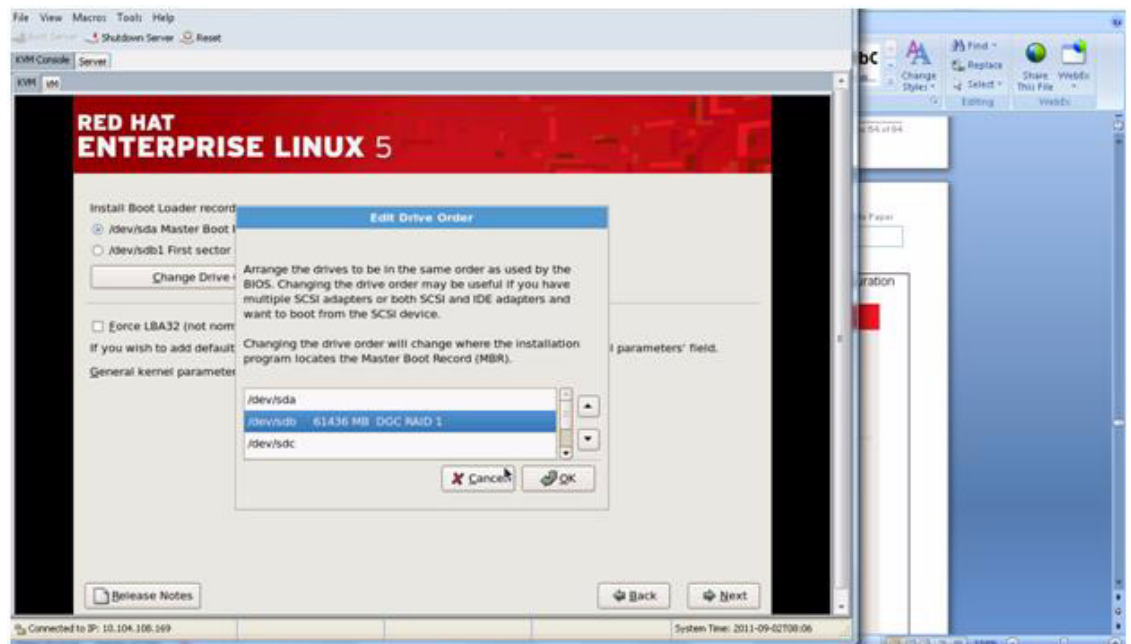 File View Macros Tools Help
Shutdown Server Reset
KVM Console Server
KVM VM
RED HAT
ENTERPRISE LINUX 5
Install Boot Loader record
/dev/sda Master Boot
/dev/sdb1 First sector
Change Drive
Force LBA32 (not norm
If you wish to add default
l parameters' field.
General kernel parameter
Edit Drive Order
Arrange the drives to be in the same order as used by the
BIOS. Changing the drive order may be useful if you have
multiple SCSI adapters or both SCSI and IDE adapters and
want to boot from the SCSI device.
Changing the drive order will change where the installation
program locates the Master Boot Record (MBR).
/dev/sda
/dev/sdb 61436 MB DGC RAID 1
/dev/sdc
Cancel OK
Release Notes
Back Next
Connected to IP: 10.104.108.169
System Time: 2011-09-02T08:06
Change
Styles
Find
Replace
Select
Editing
Share
This File
WebEx
WebEx
Paper
uration